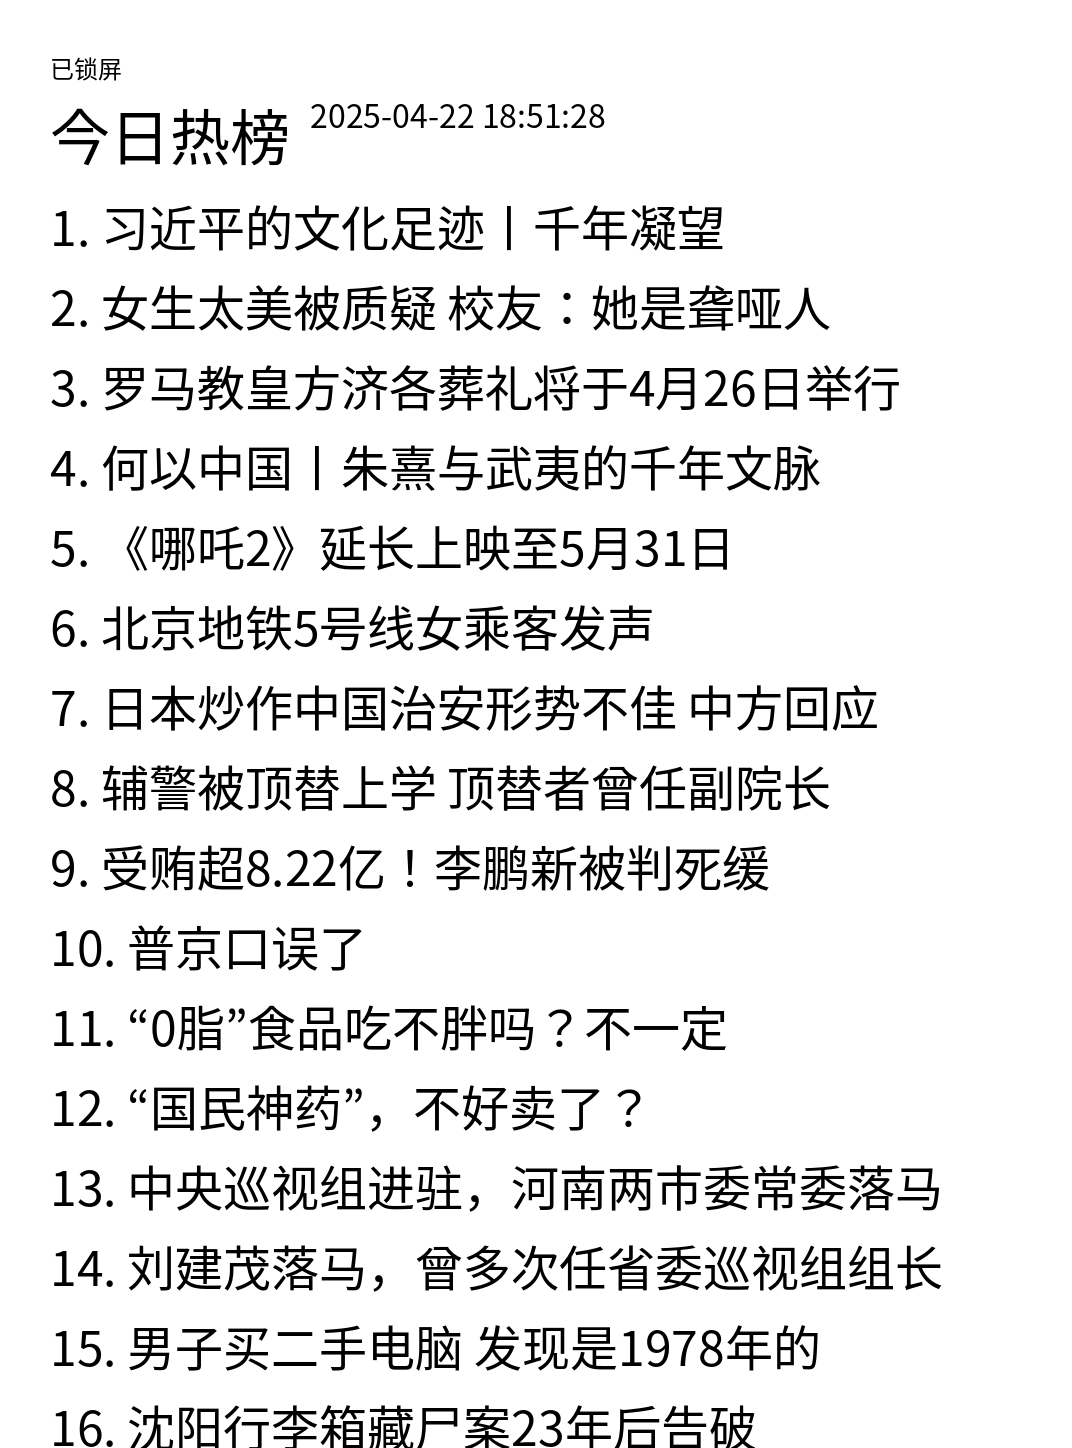 已锁屏
今日热榜 2025-04-22 18:51:28
1. 习近平的文化足迹丨千年凝望
2. 女生太美被质疑 校友：她是聋哑人
3. 罗马教皇方济各葬礼将于4月26日举行
4. 何以中国丨朱熹与武夷的千年文脉
5. 《哪吒2》延长上映至5月31日
6. 北京地铁5号线女乘客发声
7. 日本炒作中国治安形势不佳 中方回应
8. 辅警被顶替上学 顶替者曾任副院长
9. 受贿超8.22亿！李鹏新被判死缓
10. 普京口误了
11. “0脂”食品吃不胖吗？不一定
12. “国民神药”，不好卖了？
13. 中央巡视组进驻，河南两市委常委落马
14. 刘建茂落马，曾多次任省委巡视组组长
15. 男子买二手电脑 发现是1978年的
16. 沈阳行李箱藏尸案23年后告破